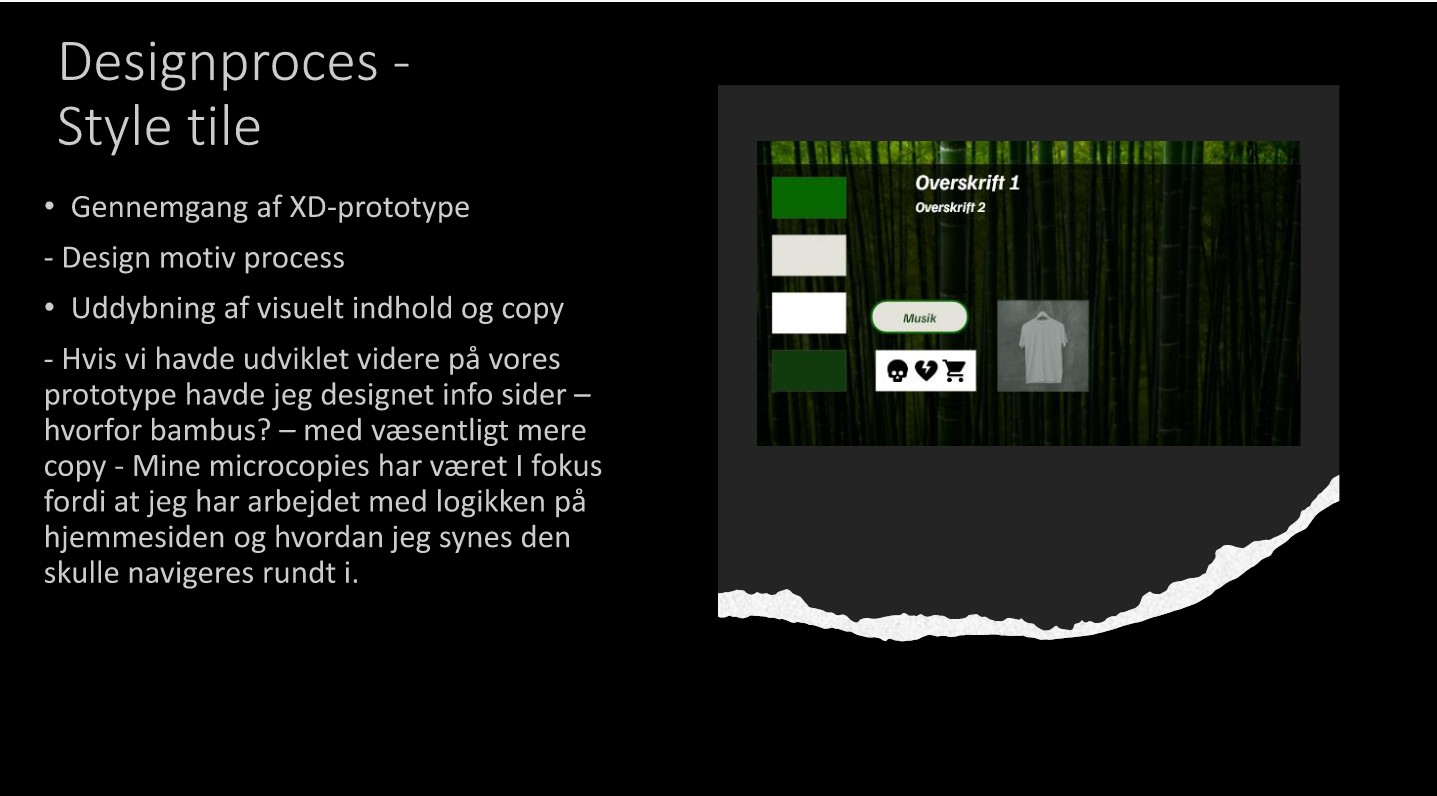 Designproces -
Style tile
• Gennemgang af XD-prototype
- Design motiv process
• Uddybning af visuelt indhold og copy
- Hvis vi havde udviklet videre på vores
prototype havde jeg designet info sider –
hvorfor bambus? – med væsentligt mere
copy - Mine microcopies har været I fokus
fordi at jeg har arbejdet med logikken på
hjemmesiden og hvordan jeg synes den
skulle navigeres rundt i.
Overskrift 1
Overskrift 2
Musik